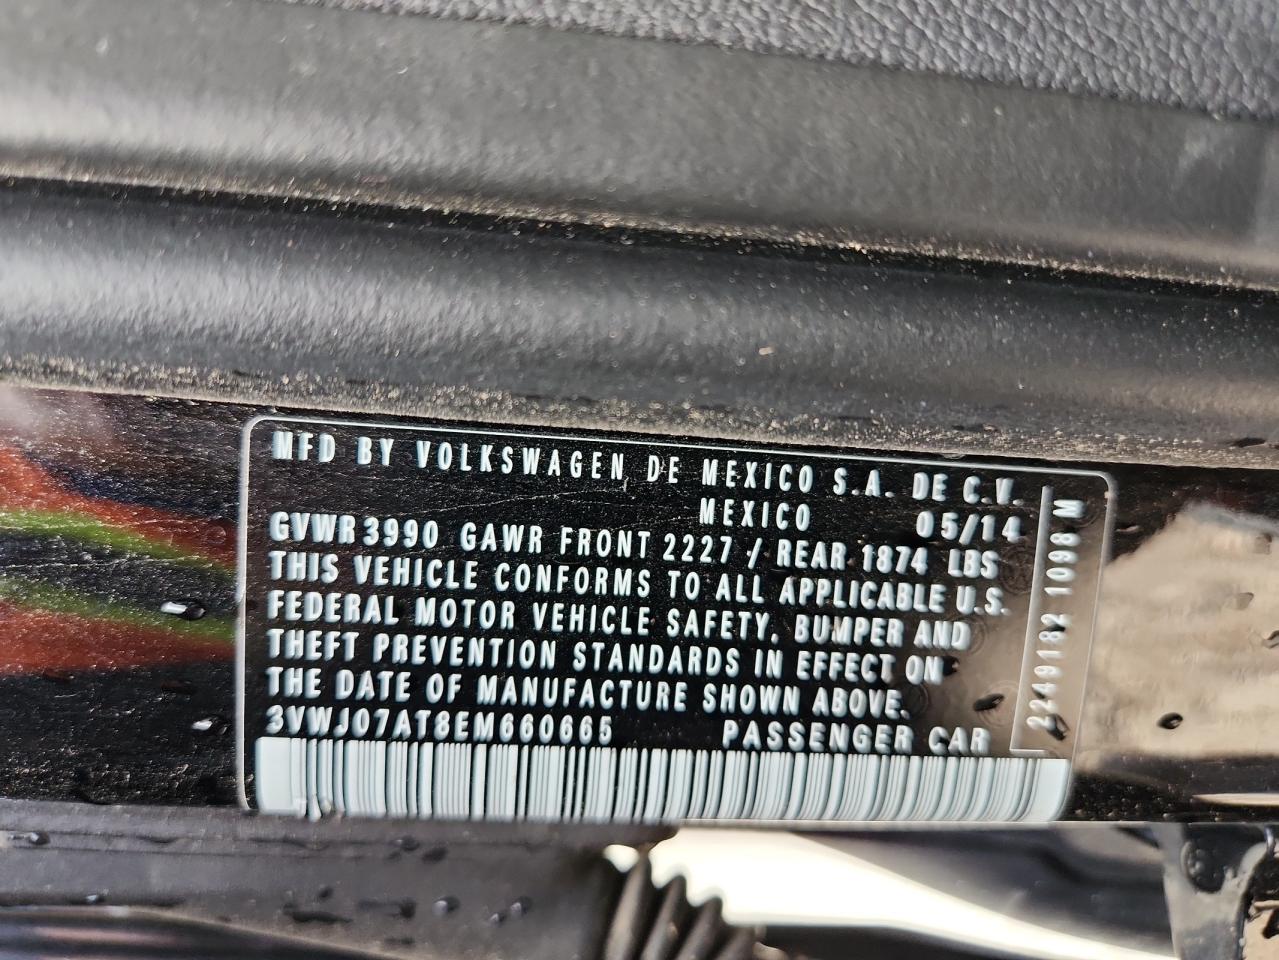 MFD BY VOLKSWAGEN DE MEXICO S.A. DE C.V.
MEXICO 05/14
GVWR 3990 GAWR FRONT 2227 / REAR 1874 LBS
THIS VEHICLE CONFORMS TO ALL APPLICABLE U.S.
FEDERAL MOTOR VEHICLE SAFETY, BUMPER AND
THEFT PREVENTION STANDARDS IN EFFECT ON
THE DATE OF MANUFACTURE SHOWN ABOVE.
3VWJ07AT8EM660665 PASSENGER CAR
2249182 1098 M